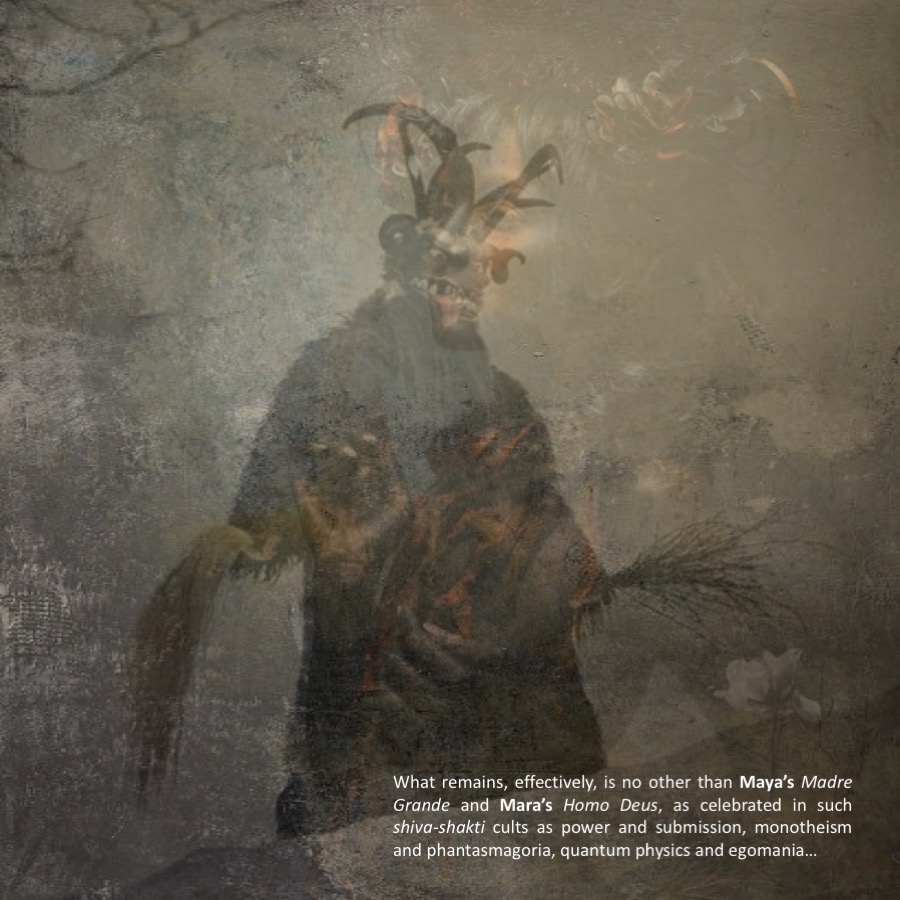 What remains, effectively, is no other than Maya's Madre
Grande and Mara's Homo Deus, as celebrated in such
shiva-shakti cults as power and submission, monotheism
and phantasmagoria, quantum physics and egomania...